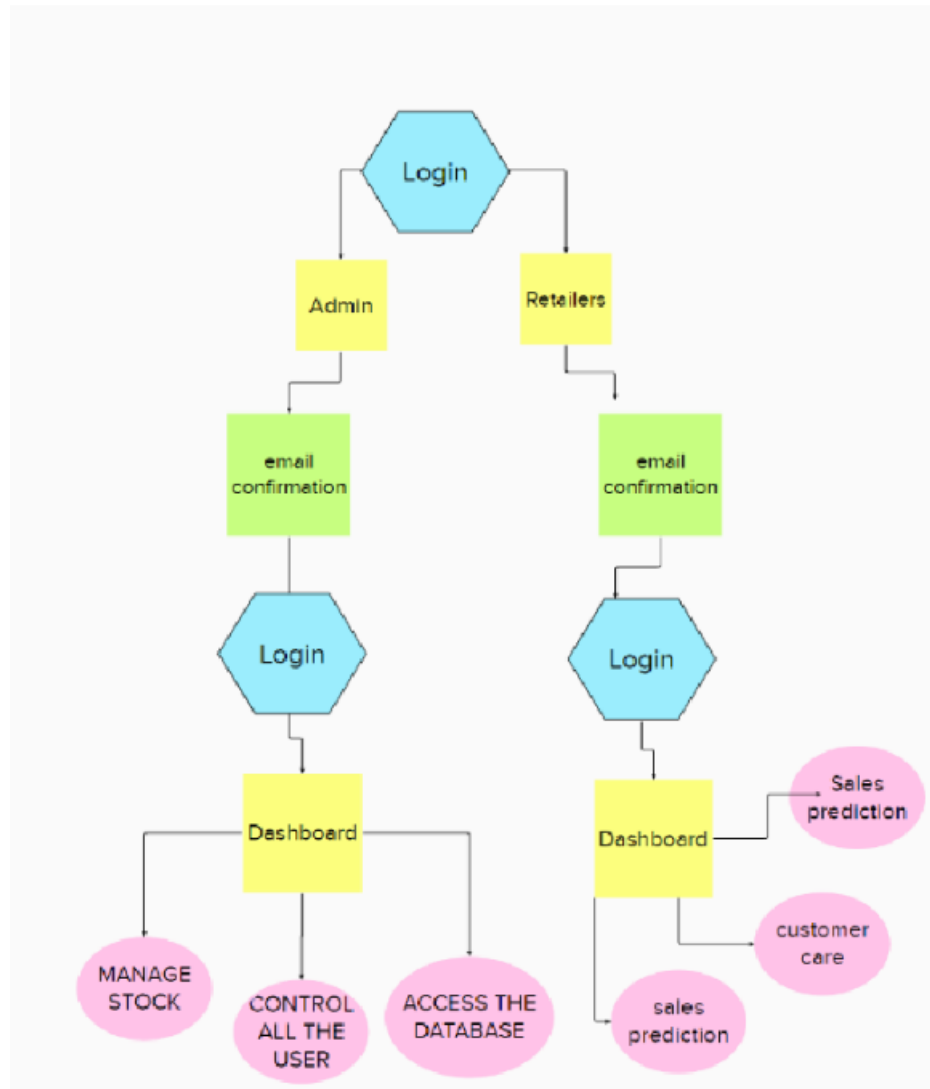 Login
Admin
Retailers
email
confirmation
email
confirmation
Login
Login
Dashboard
Dashboard
Sales
prediction
customer
care
MANAGE
STOCK
CONTROL
ALL THE
USER
ACCESS THE
DATABASE
sales
prediction